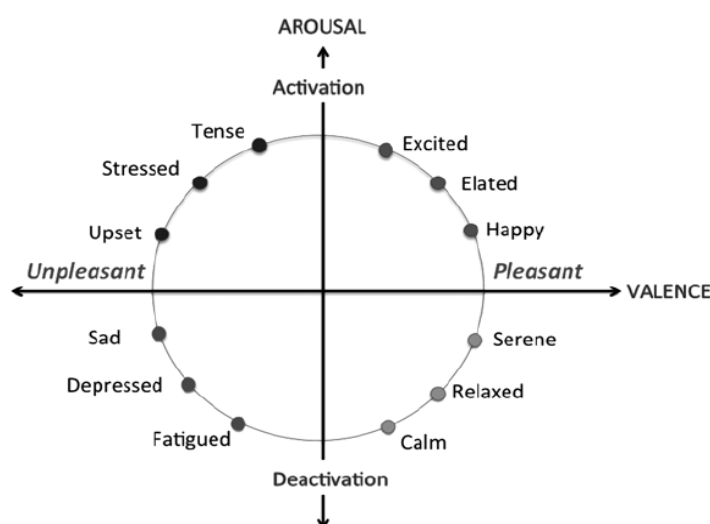 AROUSAL
Activation
Tense
Excited
Stressed
Elated
Upset
Happy
Unpleasant
Pleasant
VALENCE
Sad
Serene
Depressed
Relaxed
Fatigued
Calm
Deactivation